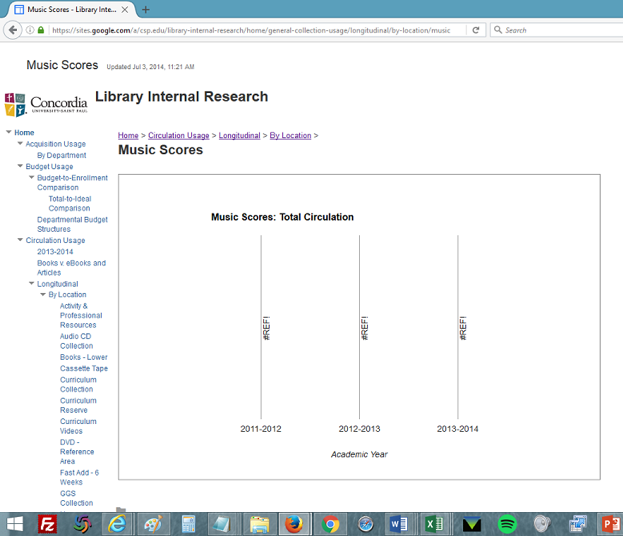 Music Scores - Library Inte...
https://sites.google.com/a/csp.edu/library-internal-research/home/general-collection-usage/longitudinal/by-location/music
Search
Music Scores
Updated Jul 3, 2014, 11:21 AM
Concordia
UNIVERSITY·SAINT PAUL
Library Internal Research
Home
Acquisition Usage
By Department
Budget Usage
Budget-to-Enrollment
Comparison
Total-to-Ideal
Comparison
Departmental Budget
Structures
Circulation Usage
2013-2014
Books v. eBooks and
Articles
Longitudinal
By Location
Activity &
Professional
Resources
Audio CD
Collection
Books - Lower
Cassette Tape
Curriculum
Collection
Curriculum
Reserve
Curriculum
Videos
DVD -
Reference
Area
Fast Add - 6
Weeks
GGS
Collection
Home > Circulation Usage > Longitudinal > By Location >
Music Scores
Music Scores: Total Circulation
#REF!
#REF!
#REF!
2011-2012 2012-2013 2013-2014
Academic Year